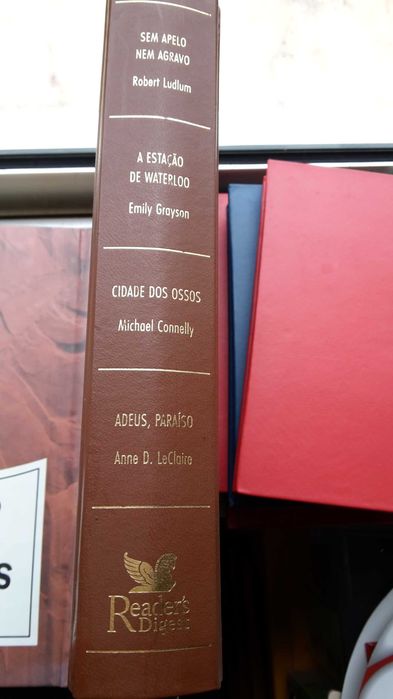 SEM APELO
NEM AGRAVO
Robert Ludlum
A ESTAÇÃO
DE WATERLOO
Emily Grayson
CIDADE DOS OSSOS
Michael Connelly
ADEUS, PARAÍSO
Anne D. LeClaire
Reader's
Digest
S